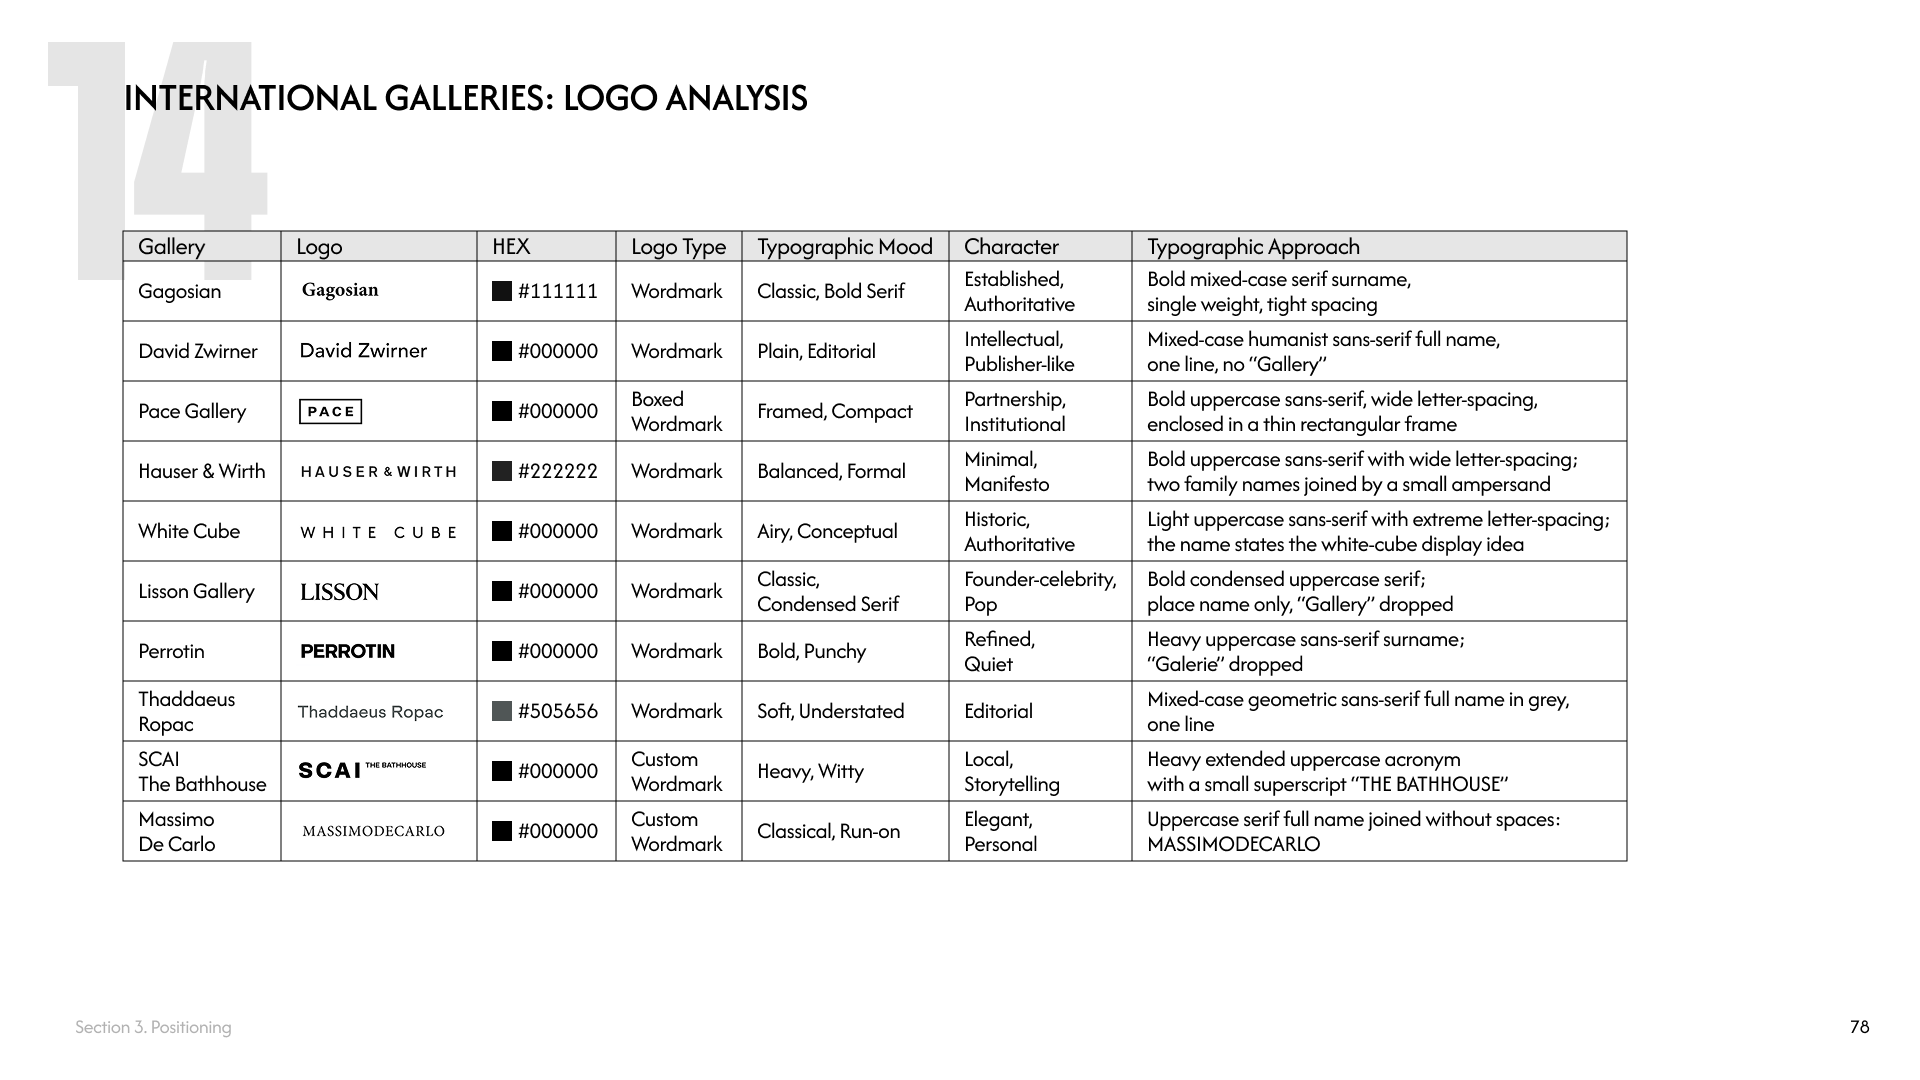 14
INTERNATIONAL GALLERIES: LOGO ANALYSIS
Gallery Logo HEX Logo Type Typographic Mood Character Typographic Approach
Gagosian Gagosian #111111 Wordmark Classic, Bold Serif Established,
Authoritative Bold mixed-case serif surname,
single weight, tight spacing
David Zwirner David Zwirner #000000 Wordmark Plain, Editorial Intellectual,
Publisher-like Mixed-case humanist sans-serif full name,
one line, no “Gallery”
Pace Gallery PACE #000000 Boxed
Wordmark Framed, Compact Partnership,
Institutional Bold uppercase sans-serif, wide letter-spacing,
enclosed in a thin rectangular frame
Hauser & Wirth HAUSER & WIRTH #222222 Wordmark Balanced, Formal Minimal,
Manifesto Bold uppercase sans-serif with wide letter-spacing;
two family names joined by a small ampersand
White Cube WHITE CUBE #000000 Wordmark Airy, Conceptual Historic,
Authoritative Light uppercase sans-serif with extreme letter-spacing;
the name states the white-cube display idea
Lisson Gallery LISSON #000000 Wordmark Classic,
Condensed Serif Founder-celebrity,
Pop Bold condensed uppercase serif;
place name only, “Gallery” dropped
Perrotin PERROTIN #000000 Wordmark Bold, Punchy Refined,
Quiet Heavy uppercase sans-serif surname;
“Galerie” dropped
Thaddaeus
Ropac Thaddaeus Ropac #505656 Wordmark Soft, Understated Editorial Mixed-case geometric sans-serif full name in grey,
one line
SCAI
The Bathhouse SCAI THE BATHHOUSE #000000 Custom
Wordmark Heavy, Witty Local,
Storytelling Heavy extended uppercase acronym
with a small superscript “THE BATHHOUSE”
Massimo
De Carlo MASSIMODECARLO #000000 Custom
Wordmark Classical, Run-on Elegant,
Personal Uppercase serif full name joined without spaces:
MASSIMODECARLO
Section 3. Positioning
78